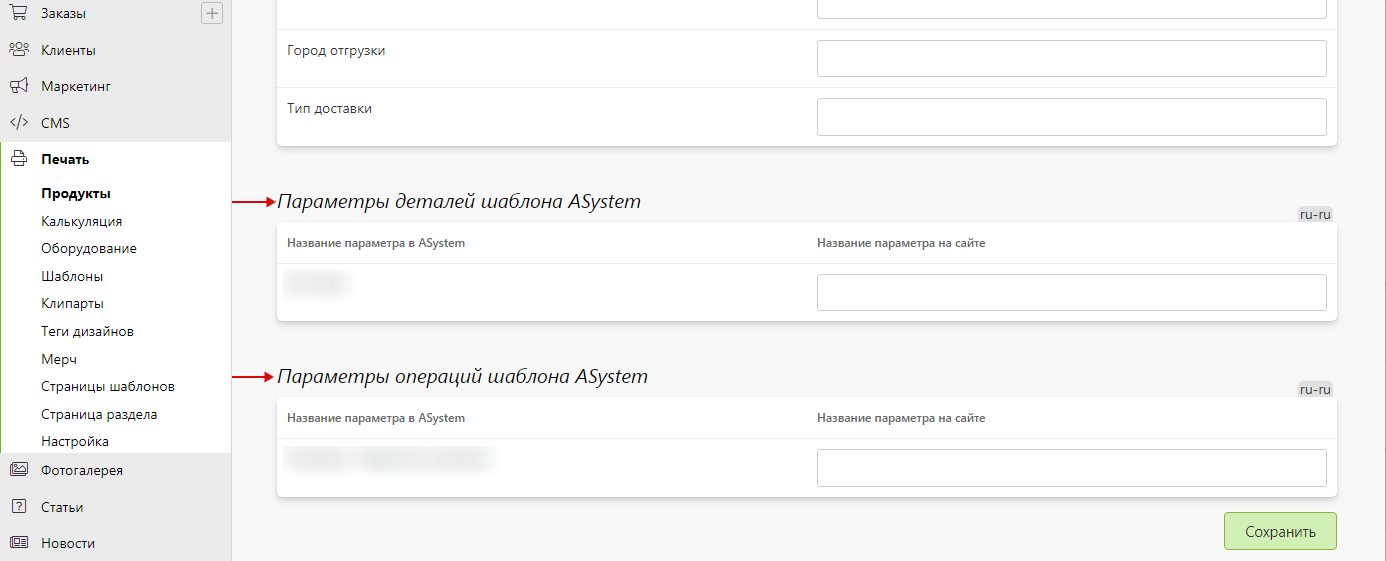 Заказы
Клиенты
Маркетинг
CMS
Печать
Продукты
Калькуляция
Оборудование
Шаблоны
Клипарты
Теги дизайнов
Мерч
Страницы шаблонов
Страница раздела
Настройка
Фотогалерея
Статьи
Новости
Город отгрузки
Тип доставки
Параметры деталей шаблона ASystem
ru-ru
Название параметра в ASystem Название параметра на сайте
Параметры операций шаблона ASystem
ru-ru
Название параметра в ASystem Название параметра на сайте
Сохранить